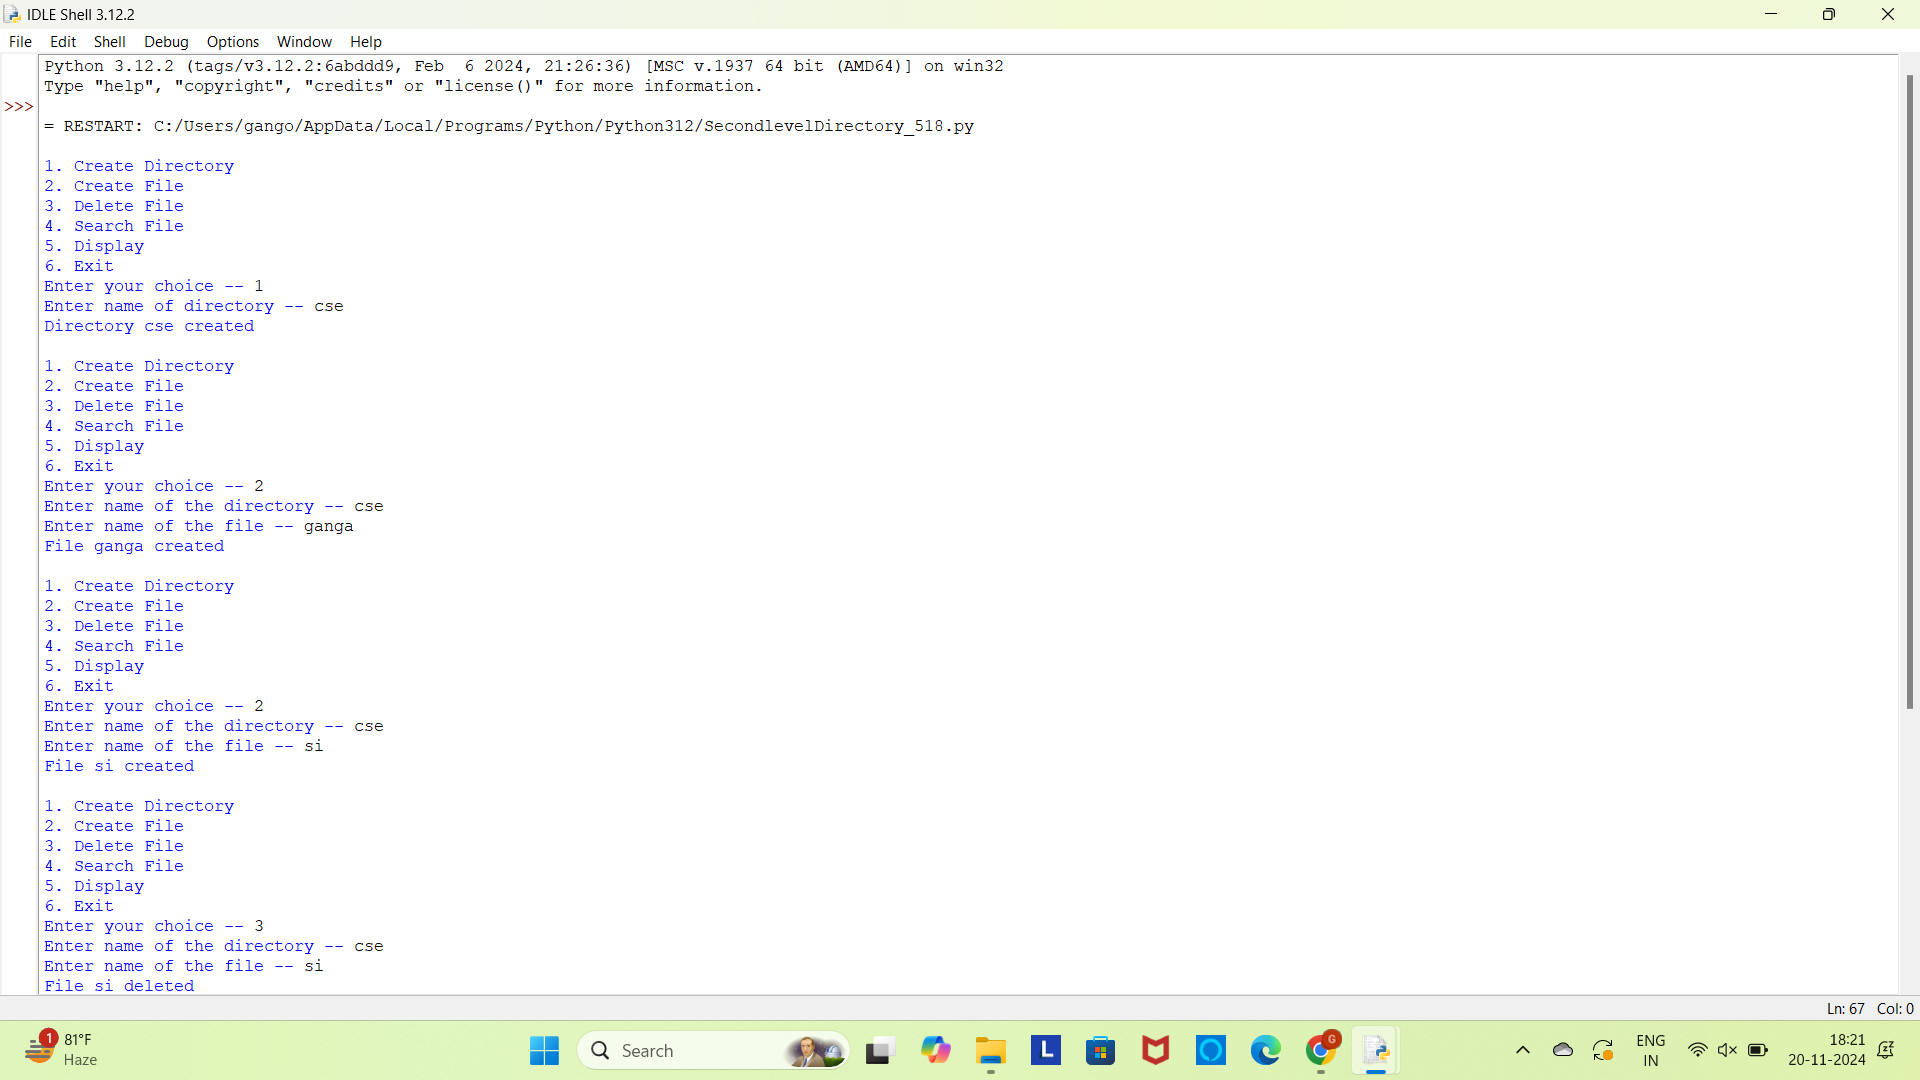 IDLE Shell 3.12.2
File Edit Shell Debug Options Window Help
Python 3.12.2 (tags/v3.12.2:6abddd9, Feb  6 2024, 21:26:36) [MSC v.1937 64 bit (AMD64)] on win32
Type "help", "copyright", "credits" or "license()" for more information.
>>>
= RESTART: C:/Users/gango/AppData/Local/Programs/Python/Python312/SecondlevelDirectory_518.py
1. Create Directory
2. Create File
3. Delete File
4. Search File
5. Display
6. Exit
Enter your choice -- 1
Enter name of directory -- cse
Directory cse created
1. Create Directory
2. Create File
3. Delete File
4. Search File
5. Display
6. Exit
Enter your choice -- 2
Enter name of the directory -- cse
Enter name of the file -- ganga
File ganga created
1. Create Directory
2. Create File
3. Delete File
4. Search File
5. Display
6. Exit
Enter your choice -- 2
Enter name of the directory -- cse
Enter name of the file -- si
File si created
1. Create Directory
2. Create File
3. Delete File
4. Search File
5. Display
6. Exit
Enter your choice -- 3
Enter name of the directory -- cse
Enter name of the file -- si
File si deleted
Ln: 67 Col: 0
1
81°F
Haze
Search
L
G
ENG
IN
18:21
20-11-2024